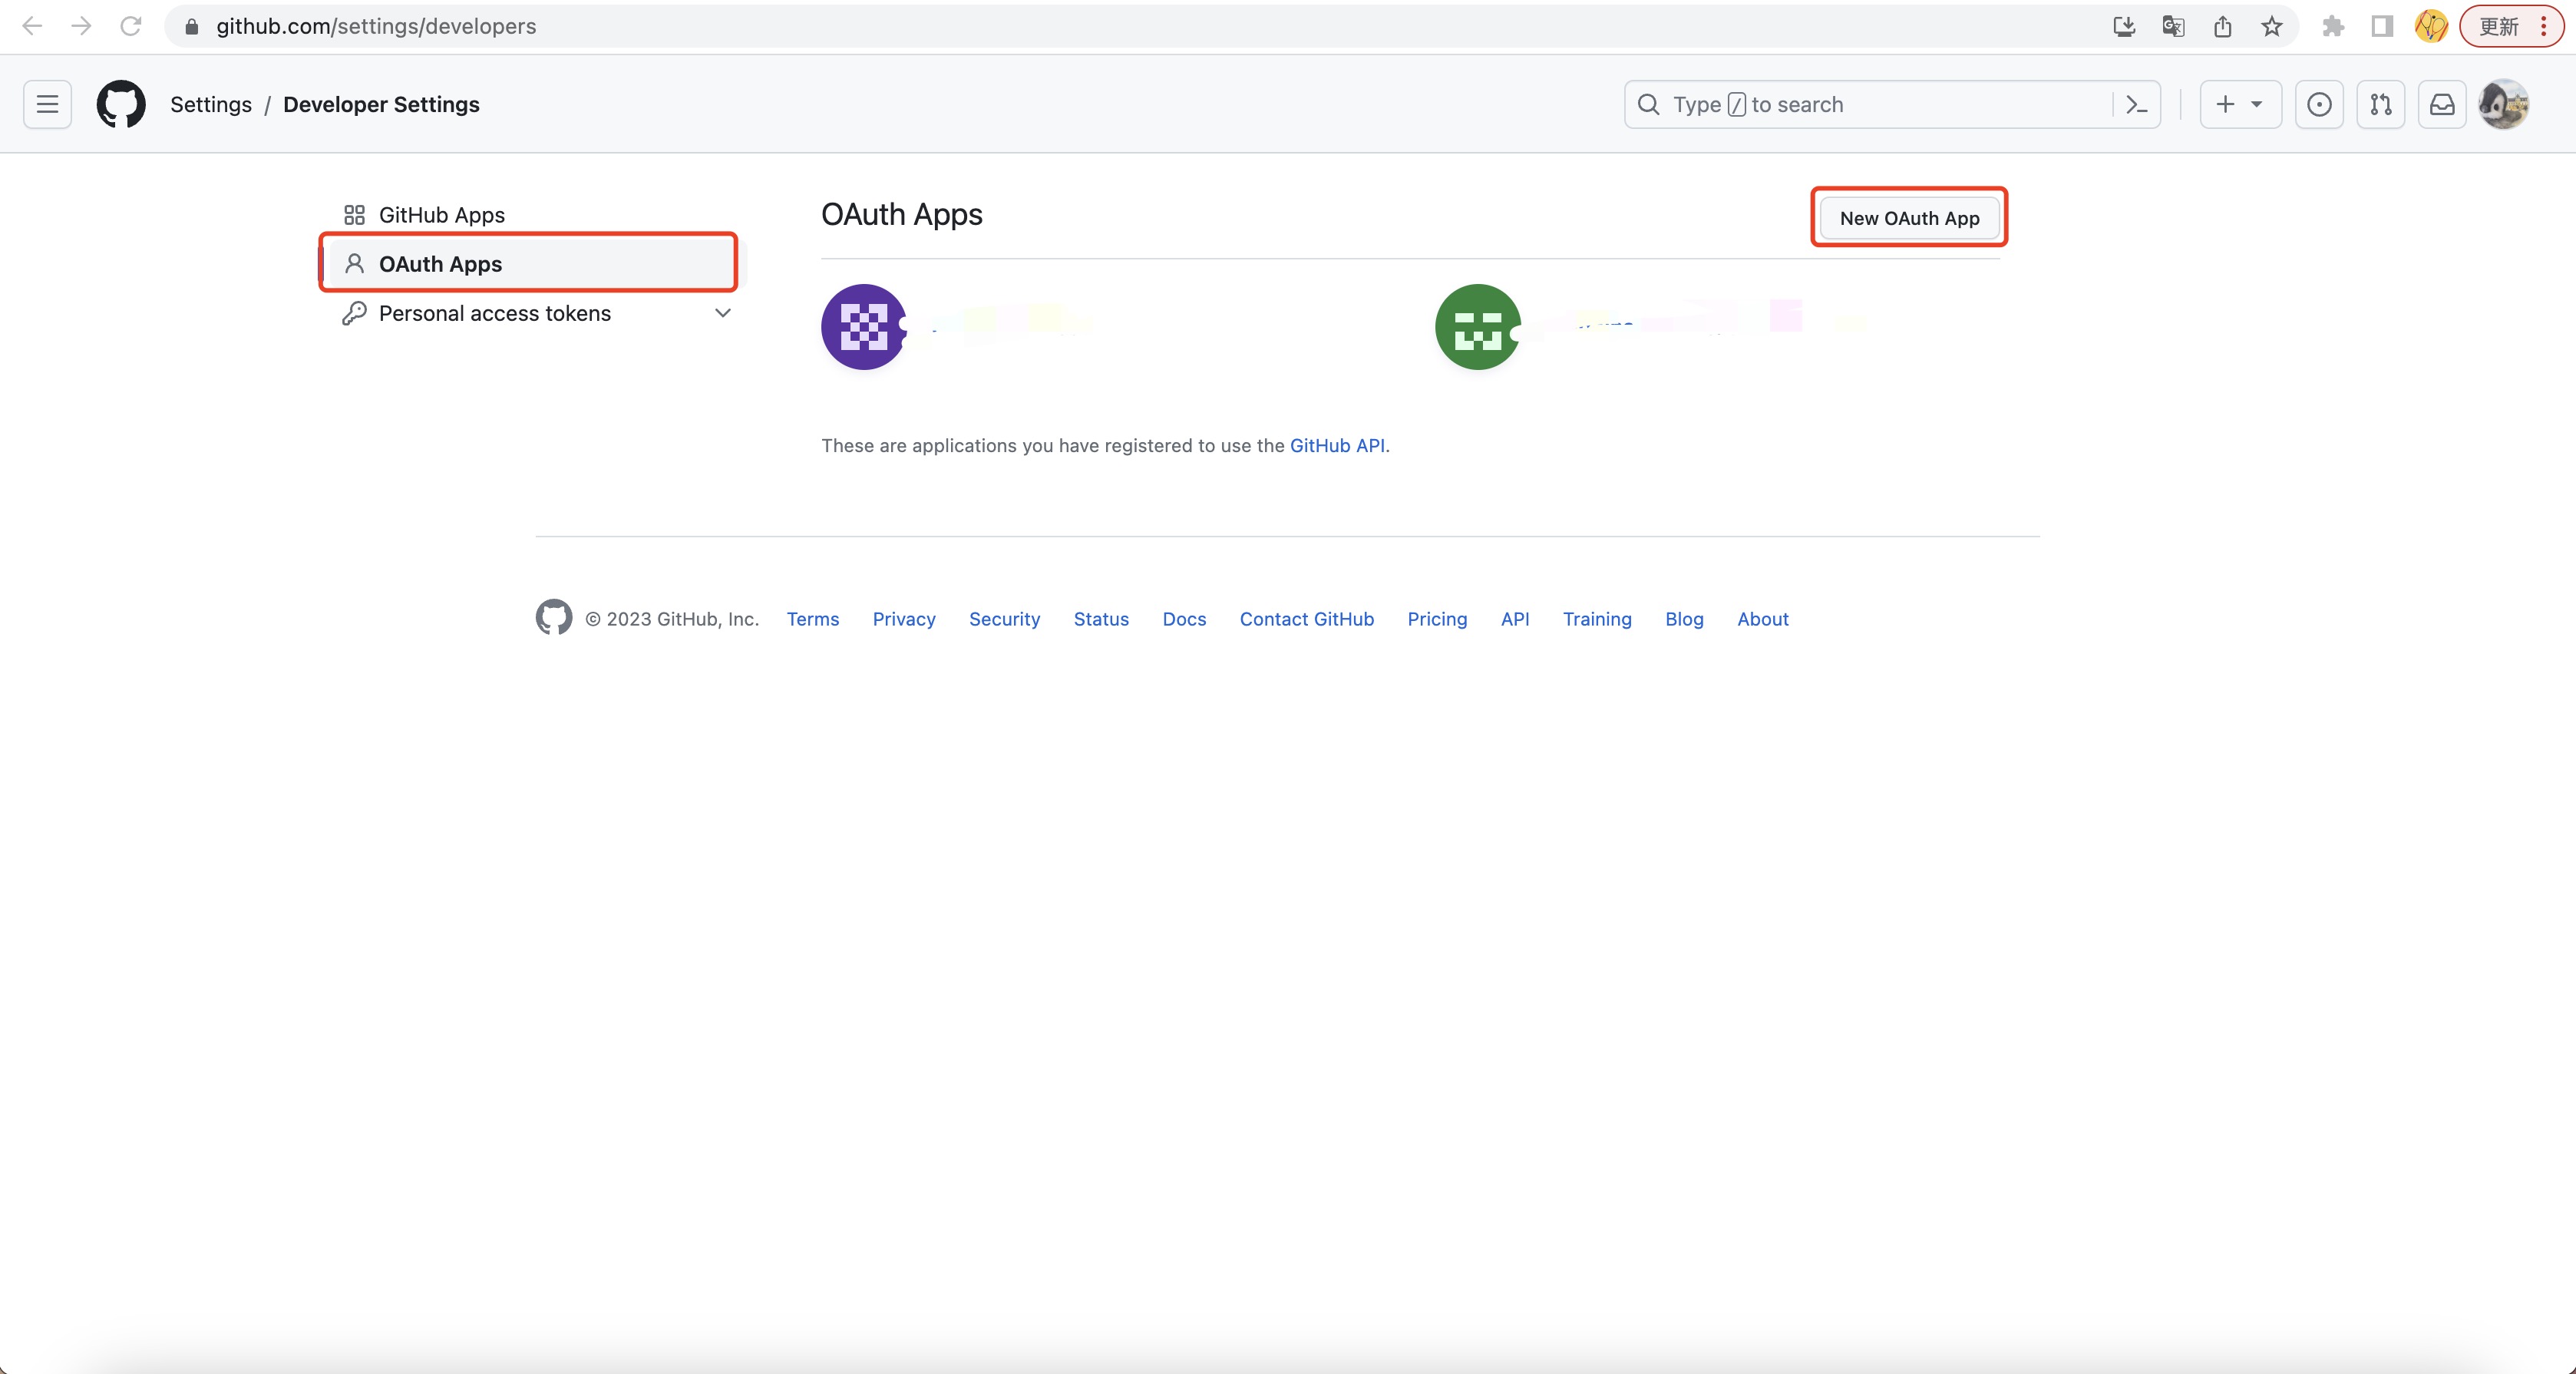 github.com/settings/developers
更新
Settings / Developer Settings
Type / to search
GitHub Apps
OAuth Apps
Personal access tokens
OAuth Apps
New OAuth App
These are applications you have registered to use the GitHub API.
© 2023 GitHub, Inc. Terms Privacy Security Status Docs Contact GitHub Pricing API Training Blog About